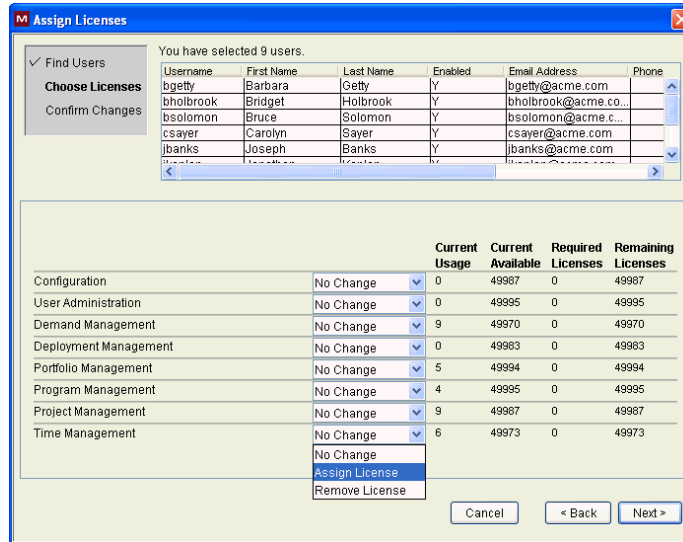 Assign Licenses
Find Users
Choose Licenses
Confirm Changes
You have selected 9 users.
Username First Name Last Name Enabled Email Address Phone
bgetty Barbara Getty Y bgetty@acme.com
bholbrook Bridget Holbrook Y bholbrook@acme.co...
bsolomon Bruce Solomon Y bsolomon@acme.c...
csayer Carolyn Sayer Y csayer@acme.com
jbanks Joseph Banks Y jbanks@acme.com
Current Usage Current Available Required Licenses Remaining Licenses
Configuration No Change 0 49987 0 49987
User Administration No Change 0 49995 0 49995
Demand Management No Change 9 49970 0 49970
Deployment Management No Change 0 49983 0 49983
Portfolio Management No Change 5 49994 0 49994
Program Management No Change 4 49995 0 49995
Project Management No Change 9 49987 0 49987
Time Management No Change 6 49973 0 49973
No Change
Assign License
Remove License
Cancel < Back Next >